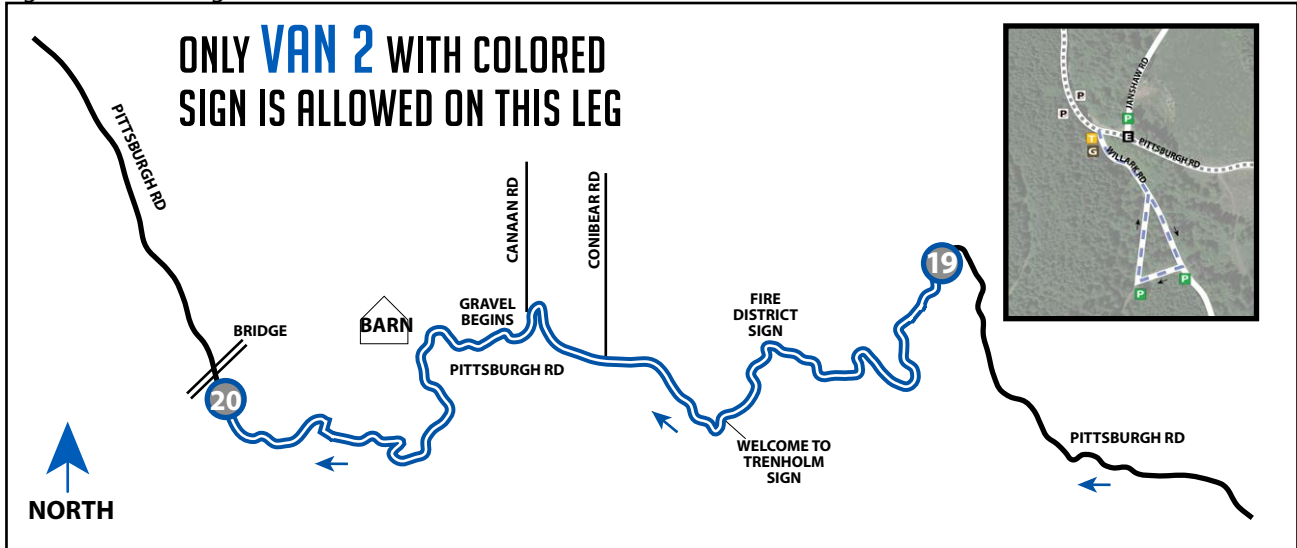 ONLY VAN 2 WITH COLORED
SIGN IS ALLOWED ON THIS LEG
PITTSBURGH RD
BRIDGE
20
BARN
GRAVEL
BEGINS
CANAAN RD
CONIBEAR RD
PITTSBURGH RD
FIRE
DISTRICT
SIGN
WELCOME TO
TRENHOLM
SIGN
19
PITTSBURGH RD
NORTH
JANSHAW RD
P
P
P
E
T
G
PITTSBURGH RD
WILLARK RD
P
P